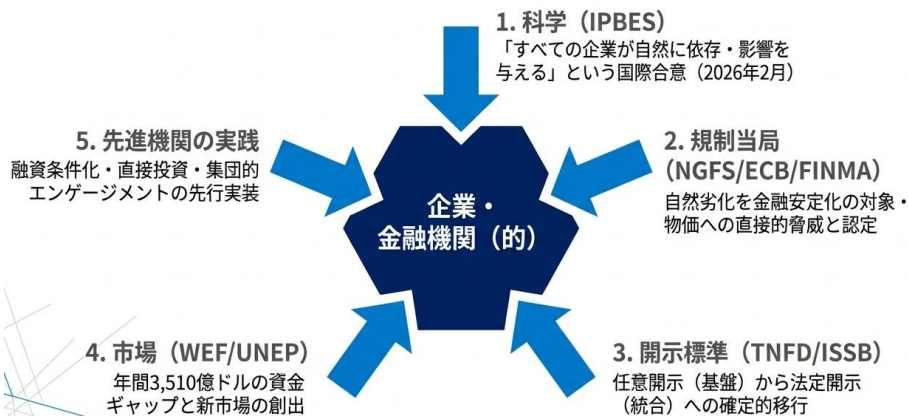 1. 科学（IPBES）
「すべての企業が自然に依存・影響を
与える」という国際合意（2026年2月）
2. 規制当局
（NGFS/ECB/FINMA）
自然劣化を金融安定化の対象・
物価への直接的脅威と認定
3. 開示標準（TNFD/ISSB）
任意開示（基盤）から法定開示
（統合）への確定的移行
4. 市場（WEF/UNEP）
年間3,510億ドルの資金
ギャップと新市場の創出
5. 先進機関の実践
融資条件化・直接投資・集団的
エンゲージメントの先行実装
企業・
金融機関（的）